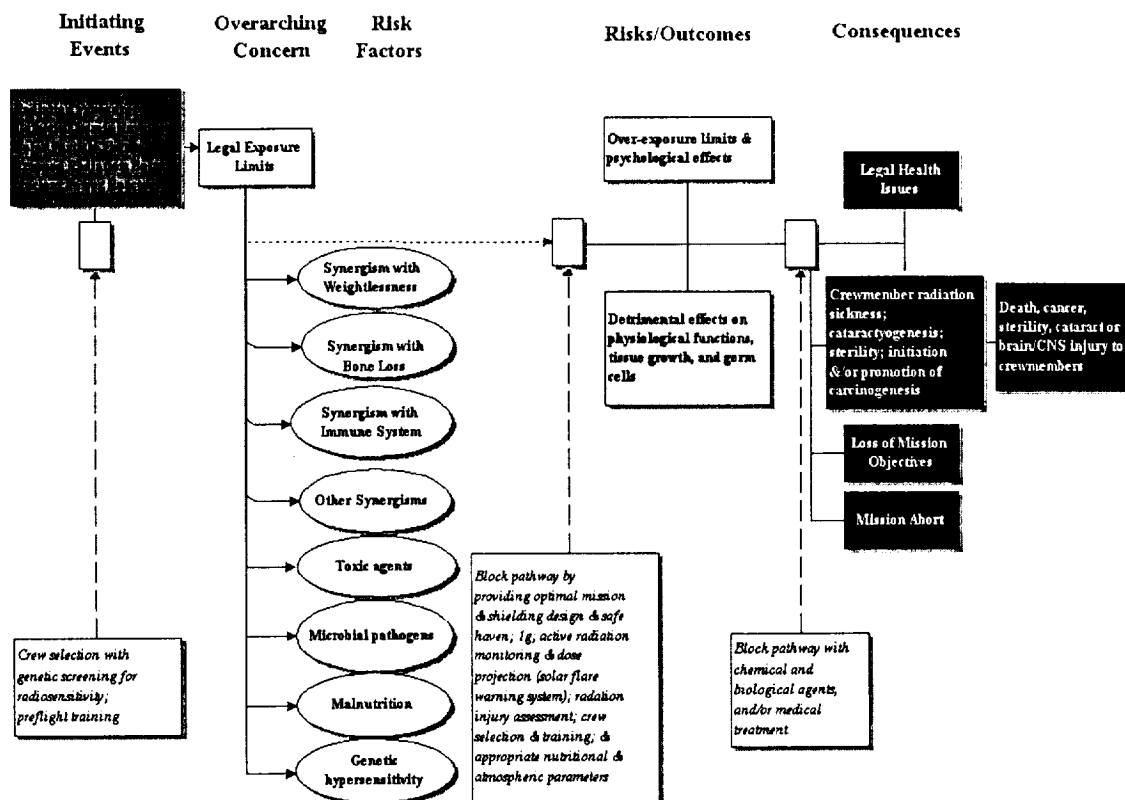 Initiating
Events
Overarching
Concern
Risk
Factors
Risks/Outcomes
Consequences
Legal Exposure
Limits
Over-exposure limits &
psychological effects
Legal Health
Issues
Synergism with
Weightlessness
Synergism with
Bone Loss
Synergism with
Immune System
Other Synergisms
Toxic agents
Microbial pathogens
Malnutrition
Genetic
hypersensitivity
Detrimental effects on
physiological functions,
tissue growth, and germ
cells
Crewmember radiation
sickness;
cataractyogenesis;
sterility; initiation
&/or promotion of
carcinogenesis
Death, cancer,
sterility, cataract or
brain/CNS injury to
crewmembers
Loss of Mission
Objectives
Mission Abort
Crew selection with
genetic screening for
radiosensitivity;
preflight training
Block pathway by
providing optimal mission
& shielding design & safe
haven; 1g; active radiation
monitoring & dose
projection (solar flare
warning system); radation
injury assessment; crew
selection & training; &
appropriate nutritional &
atmospheric parameters
Block pathway with
chemical and
biological agents,
and/or medical
treatment